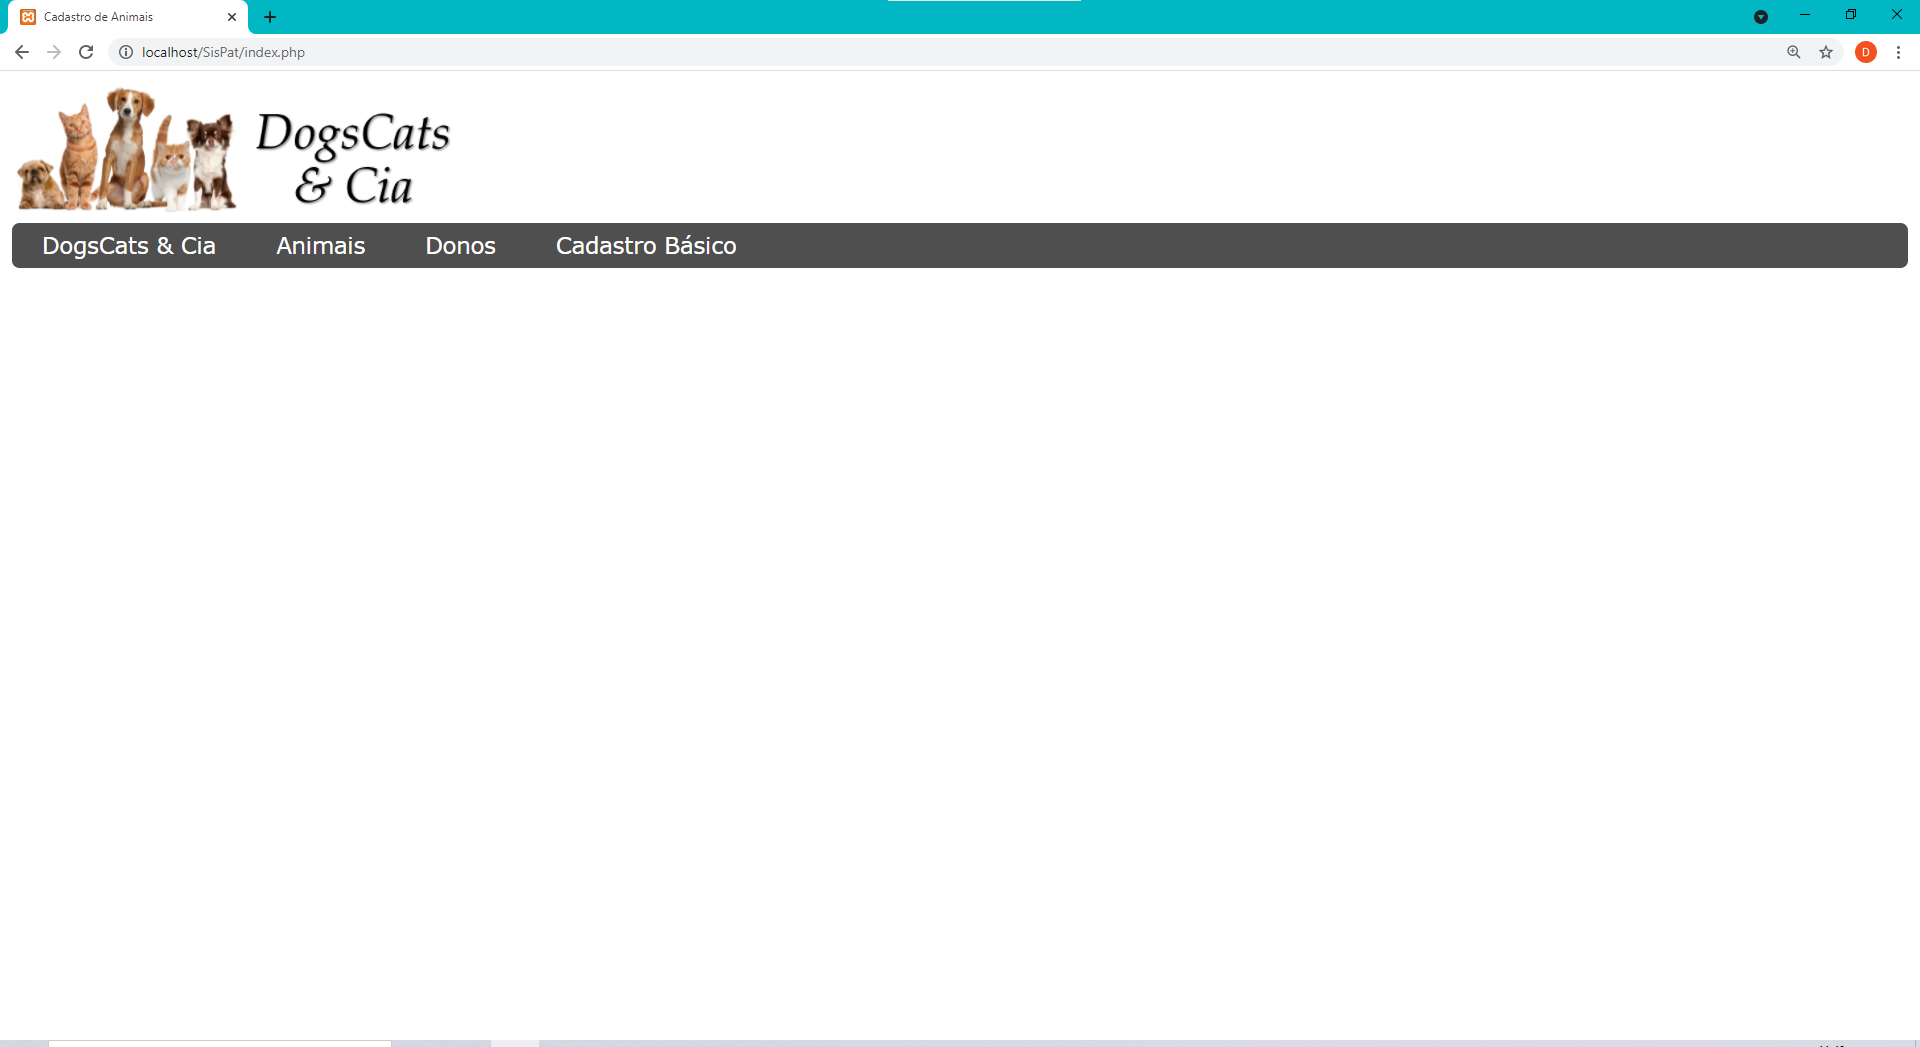 Cadastro de Animais
localhost/SisPat/index.php
D
DogsCats
& Cia
DogsCats & Cia Animais Donos Cadastro Básico